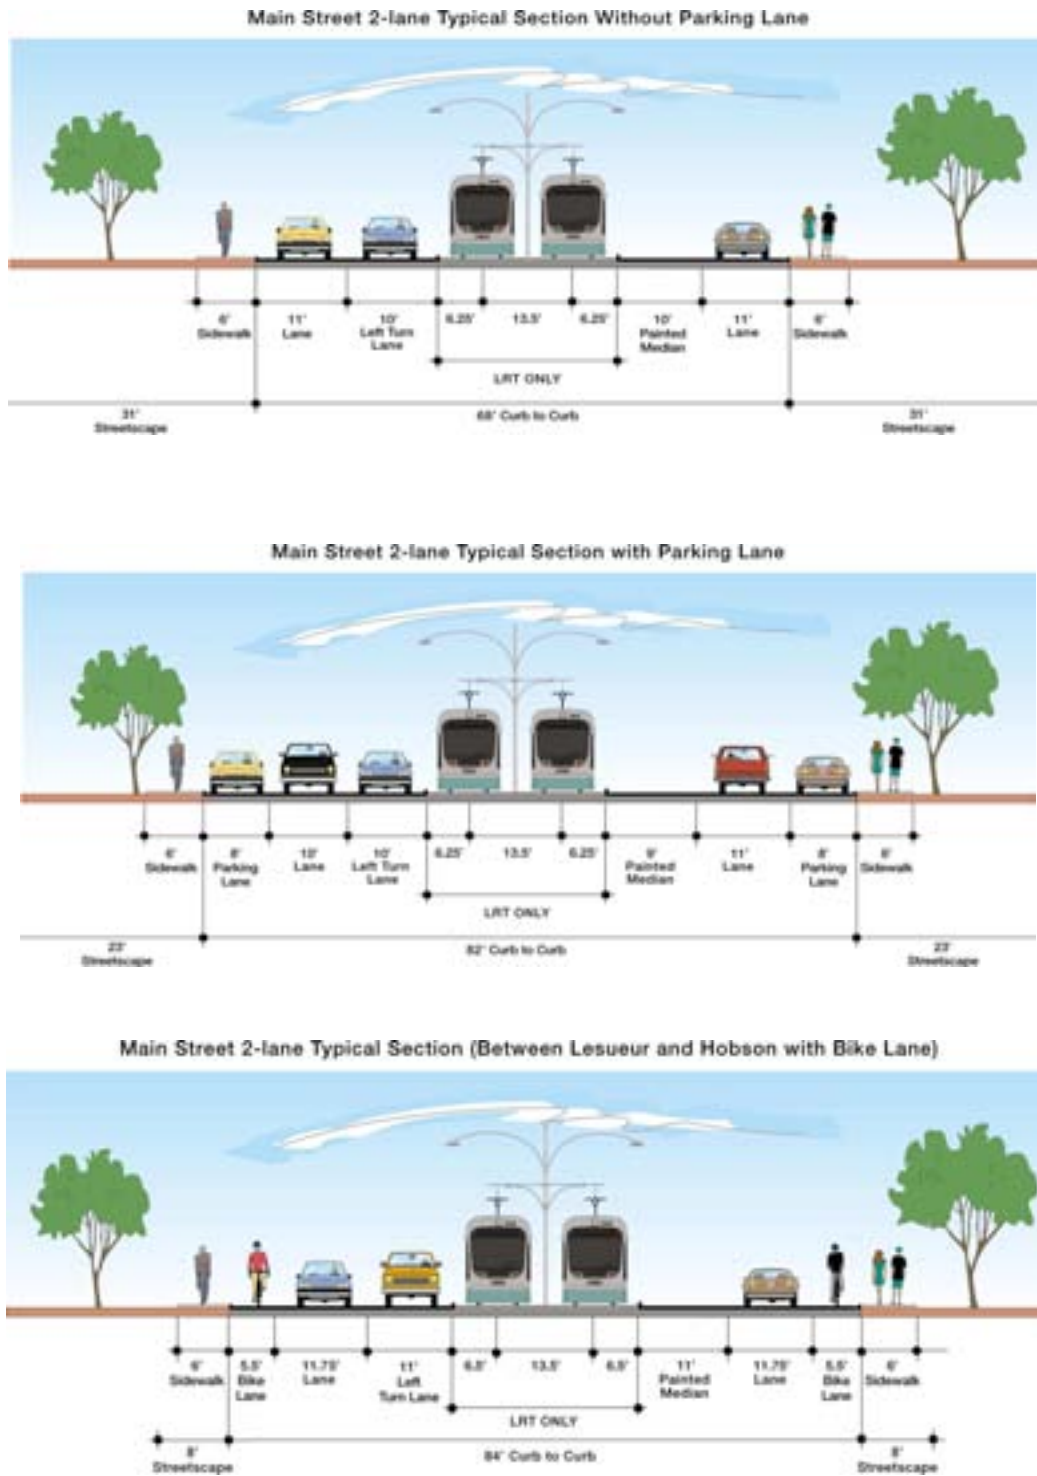 Main Street 2-lane Typical Section Without Parking Lane
6' 11' 10' 6.25' 13.5' 6.25' 10' 11' 6'
Sidewalk Lane Left Turn Painted Lane Sidewalk
Lane Median
LRT ONLY
31' 68' Curb to Curb 31'
Streetscape Streetscape
Main Street 2-lane Typical Section with Parking Lane
6' 8' 10' 10' 6.25' 13.5' 6.25' 9' 11' 8'
Sidewalk Parking Lane Left Turn Painted Lane Parking Sidewalk
Lane Lane Median Lane
LRT ONLY
23' 82' Curb to Curb 23'
Streetscape Streetscape
Main Street 2-lane Typical Section (Between Lesueur and Hobson with Bike Lane)
6' 5.5' 11.75' 11' 6.5' 13.5' 6.5' 11' 11.75' 5.5' 6'
Sidewalk Bike Lane Left Painted Lane Bike Sidewalk
Lane Turn Lane Median Lane
LRT ONLY
8' 84' Curb to Curb 8'
Streetscape Streetscape